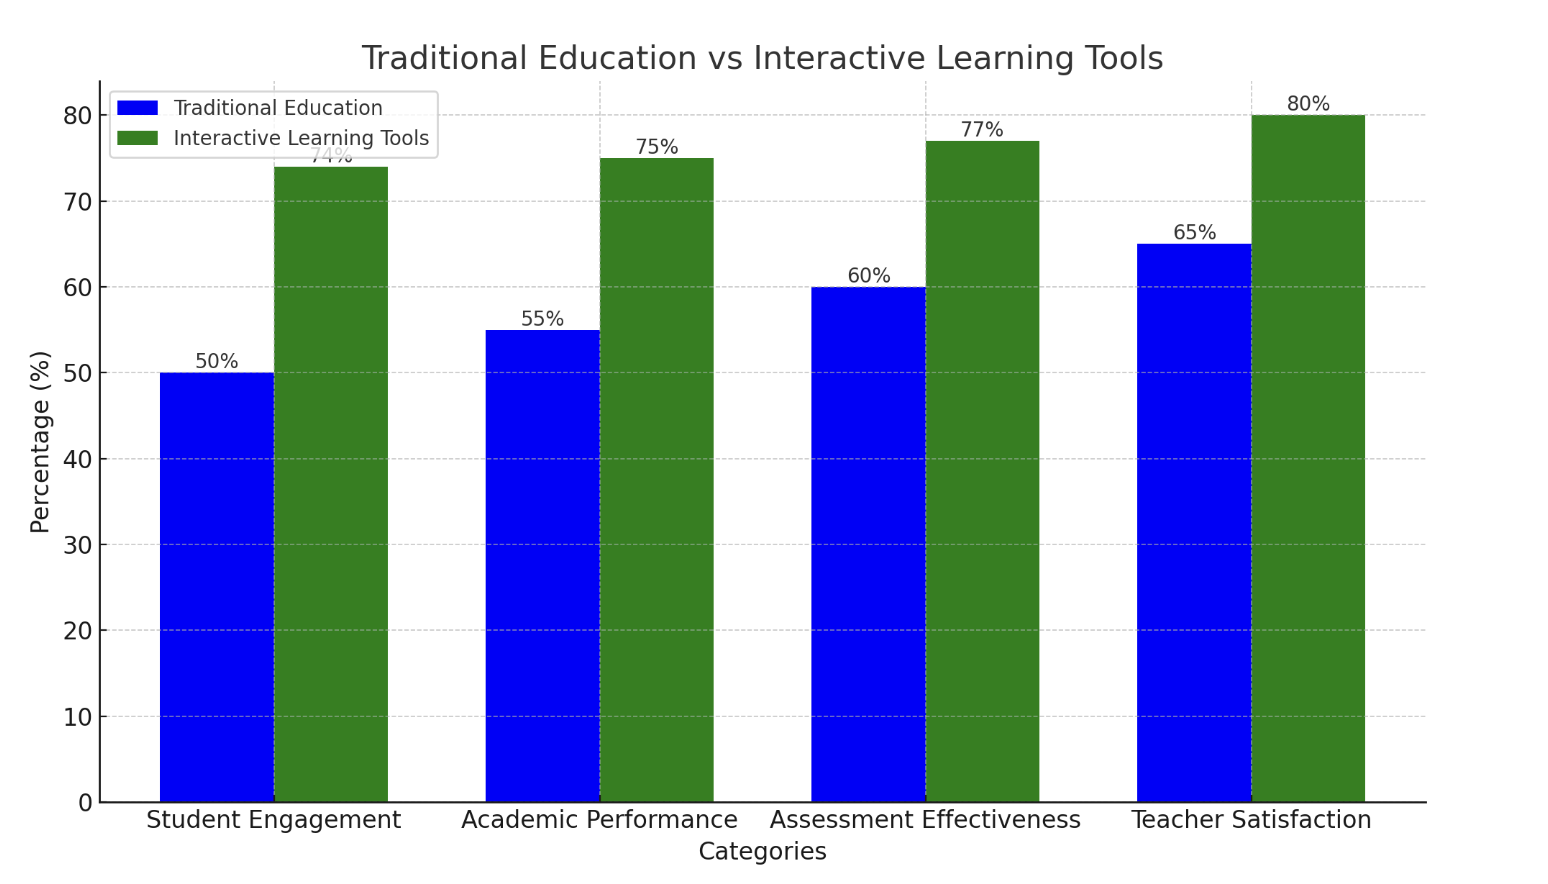 Traditional Education vs Interactive Learning Tools
Traditional Education
Interactive Learning Tools
74%
75%
77%
80%
50%
55%
60%
65%
Percentage (%)
80
70
60
50
40
30
20
10
0
Student Engagement
Academic Performance
Assessment Effectiveness
Teacher Satisfaction
Categories